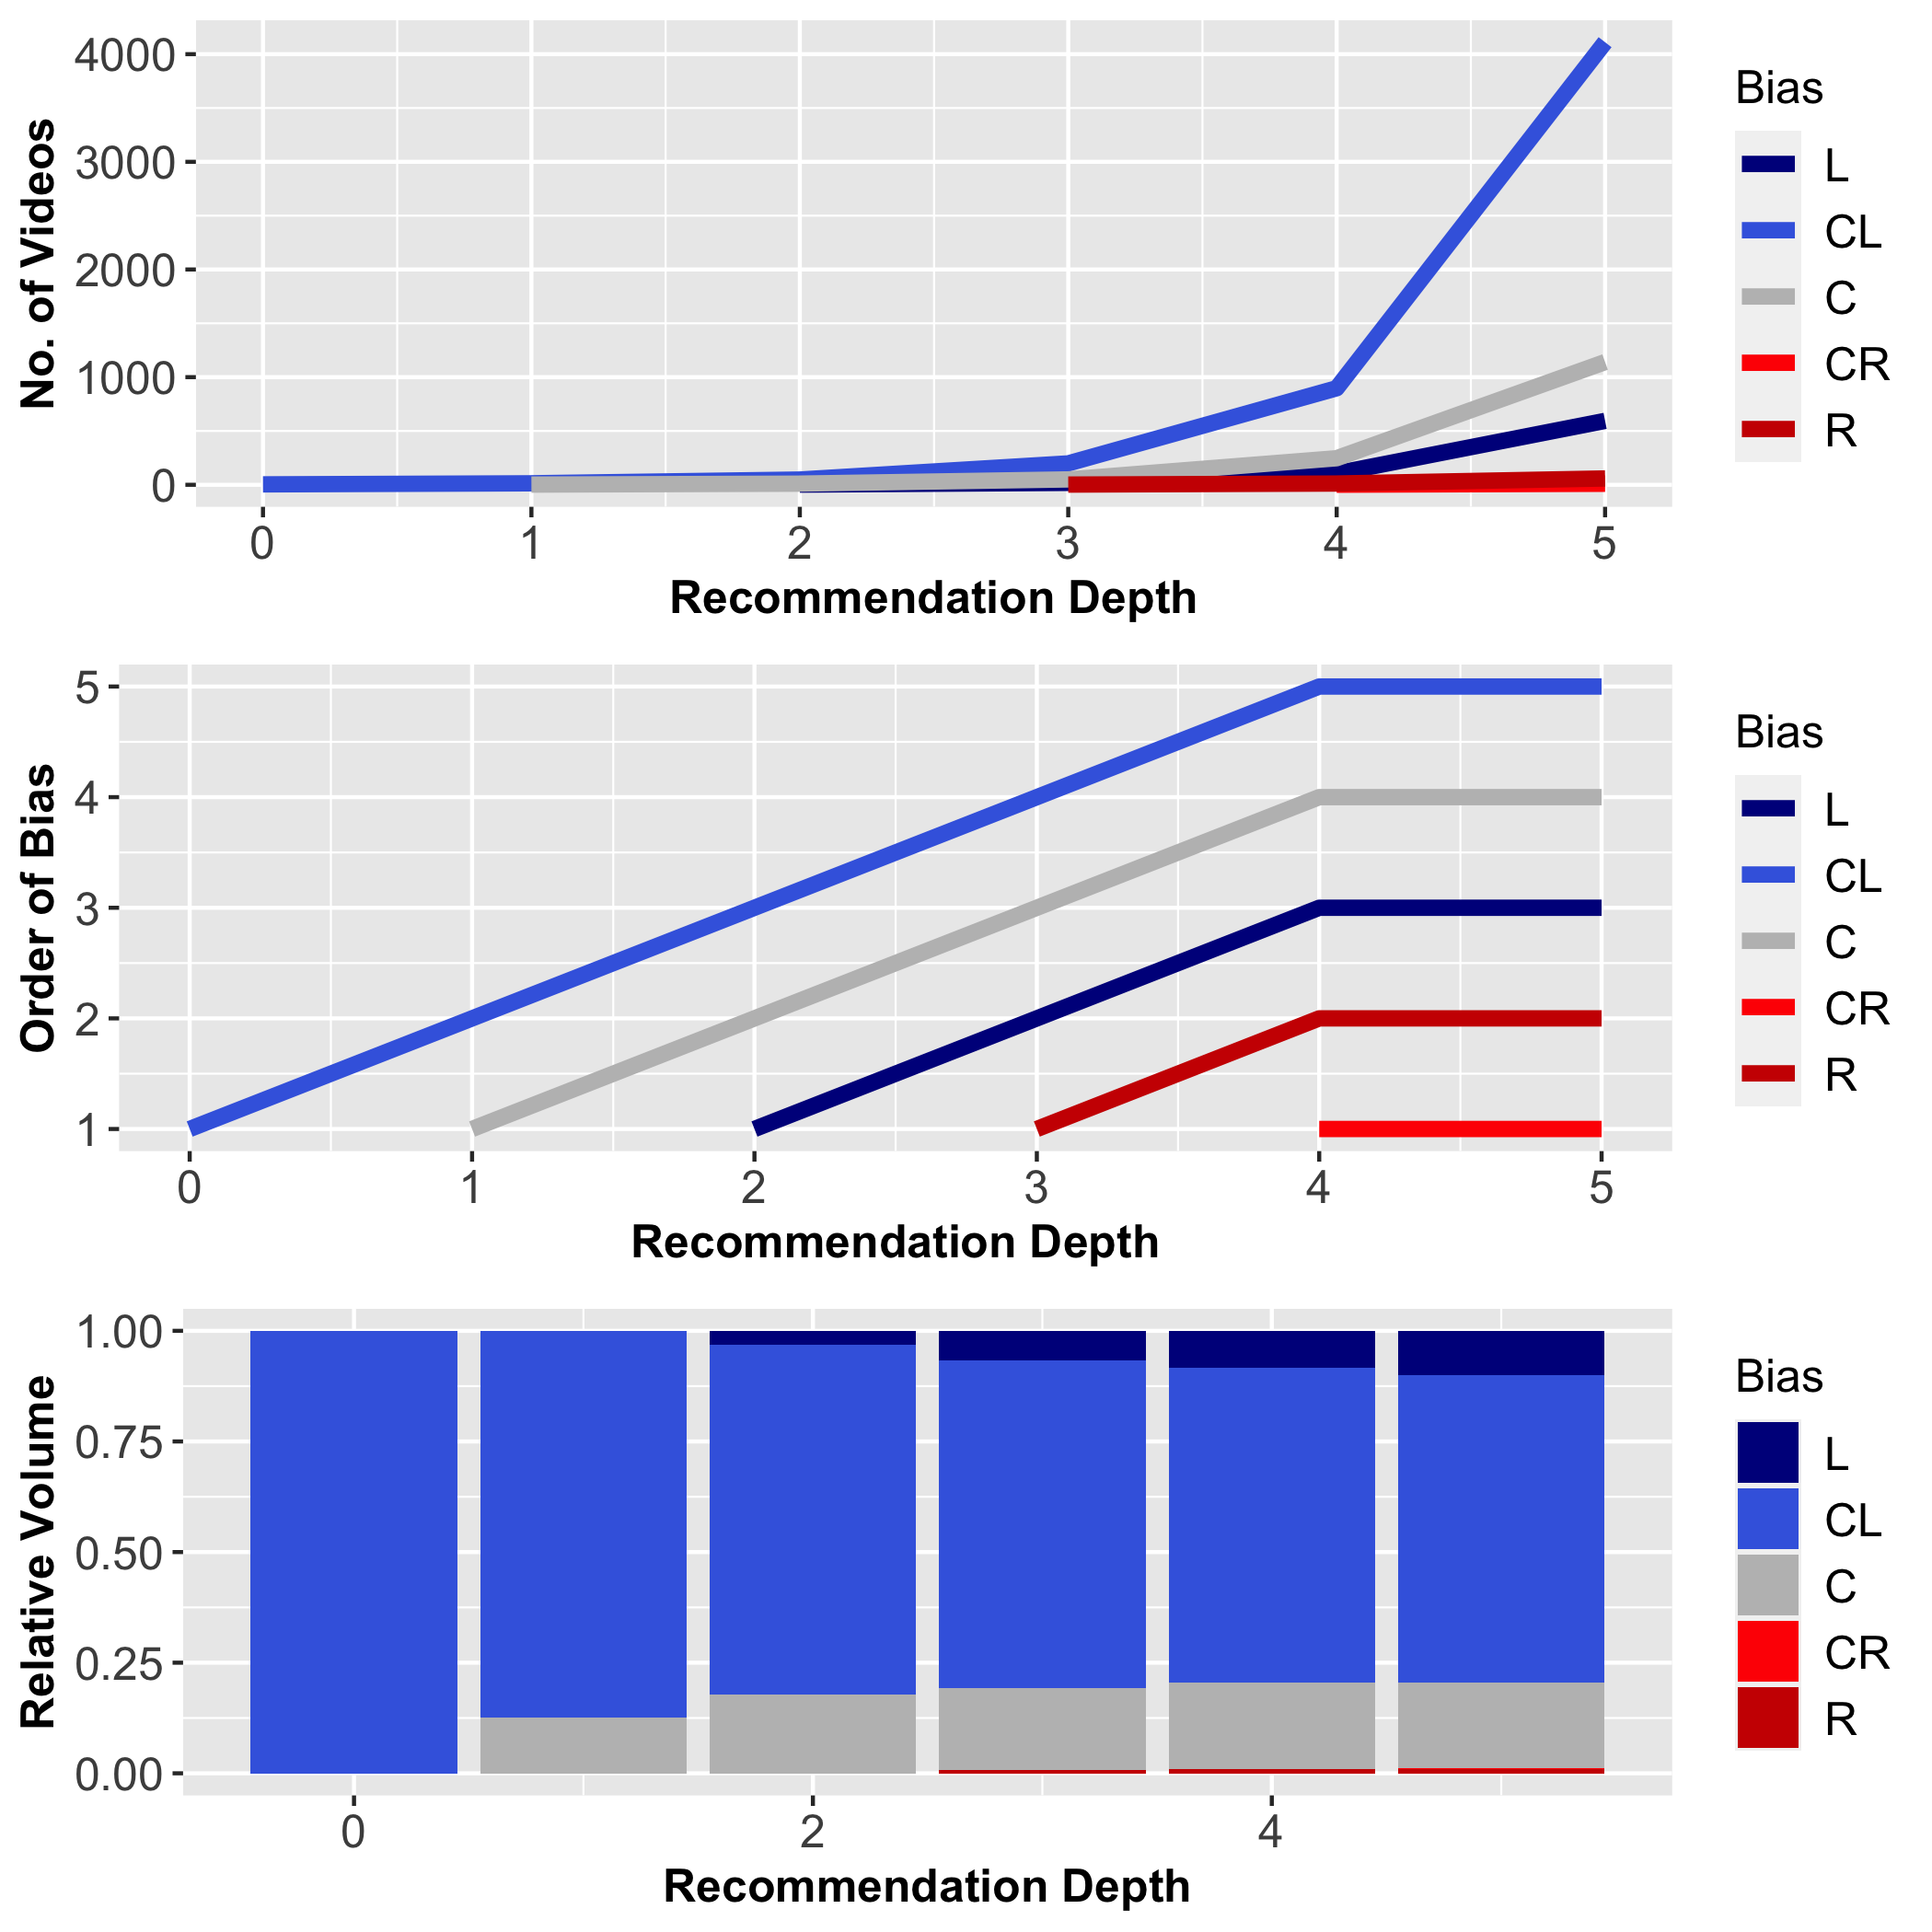 4000
3000
2000
1000
0
No. of Videos
0 1 2 3 4 5
Recommendation Depth
Bias
L
CL
C
CR
R
5
4
3
2
1
Order of Bias
0 1 2 3 4 5
Recommendation Depth
Bias
L
CL
C
CR
R
1.00
0.75
0.50
0.25
0.00
Relative Volume
0 2 4
Recommendation Depth
Bias
L
CL
C
CR
R